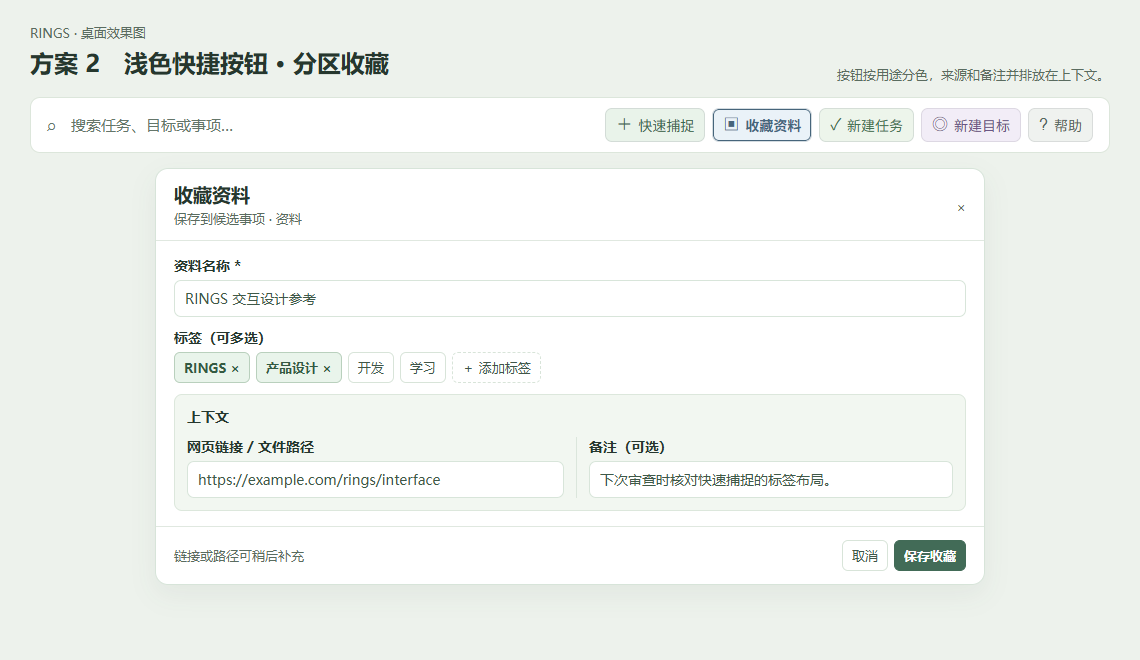 RINGS · 桌面效果图
方案 2　浅色快捷按钮 · 分区收藏
按钮按用途分色，来源和备注并排放在上下文。
⌕ 搜索任务、目标或事项... ＋ 快速捕捉 ▣ 收藏资料 ✓ 新建任务 ◎ 新建目标 ? 帮助
收藏资料
保存到候选事项 · 资料
×
资料名称 *
RINGS 交互设计参考
标签（可多选）
RINGS × 产品设计 × 开发 学习 + 添加标签
上下文
网页链接 / 文件路径 备注（可选）
https://example.com/rings/interface 下次审查时核对快速捕捉的标签布局。
链接或路径可稍后补充 取消 保存收藏